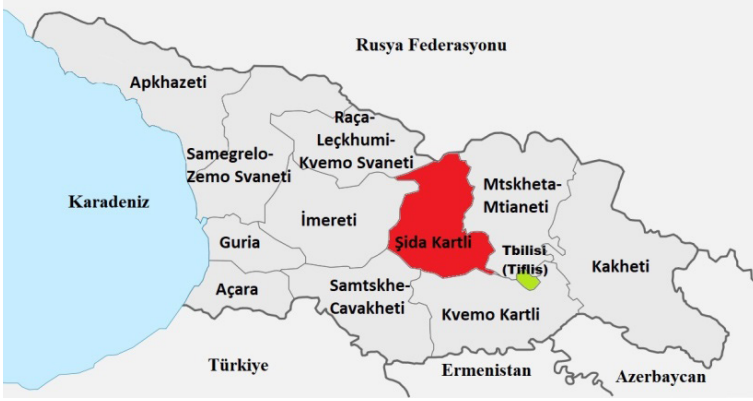 Rusya Federasyonu
Apkhazeti
Raça-
Leçkhumi-
Kvemo Svaneti
Samegrelo-
Zemo Svaneti
Mtskheta-
Mtianeti
Karadeniz
İmereti
Guria
Şida Kartli
Tbilisi
(Tiflis)
Kakheti
Açara
Samtskhe-
Cavakheti
Kvemo Kartli
Türkiye
Ermenistan
Azerbaycan